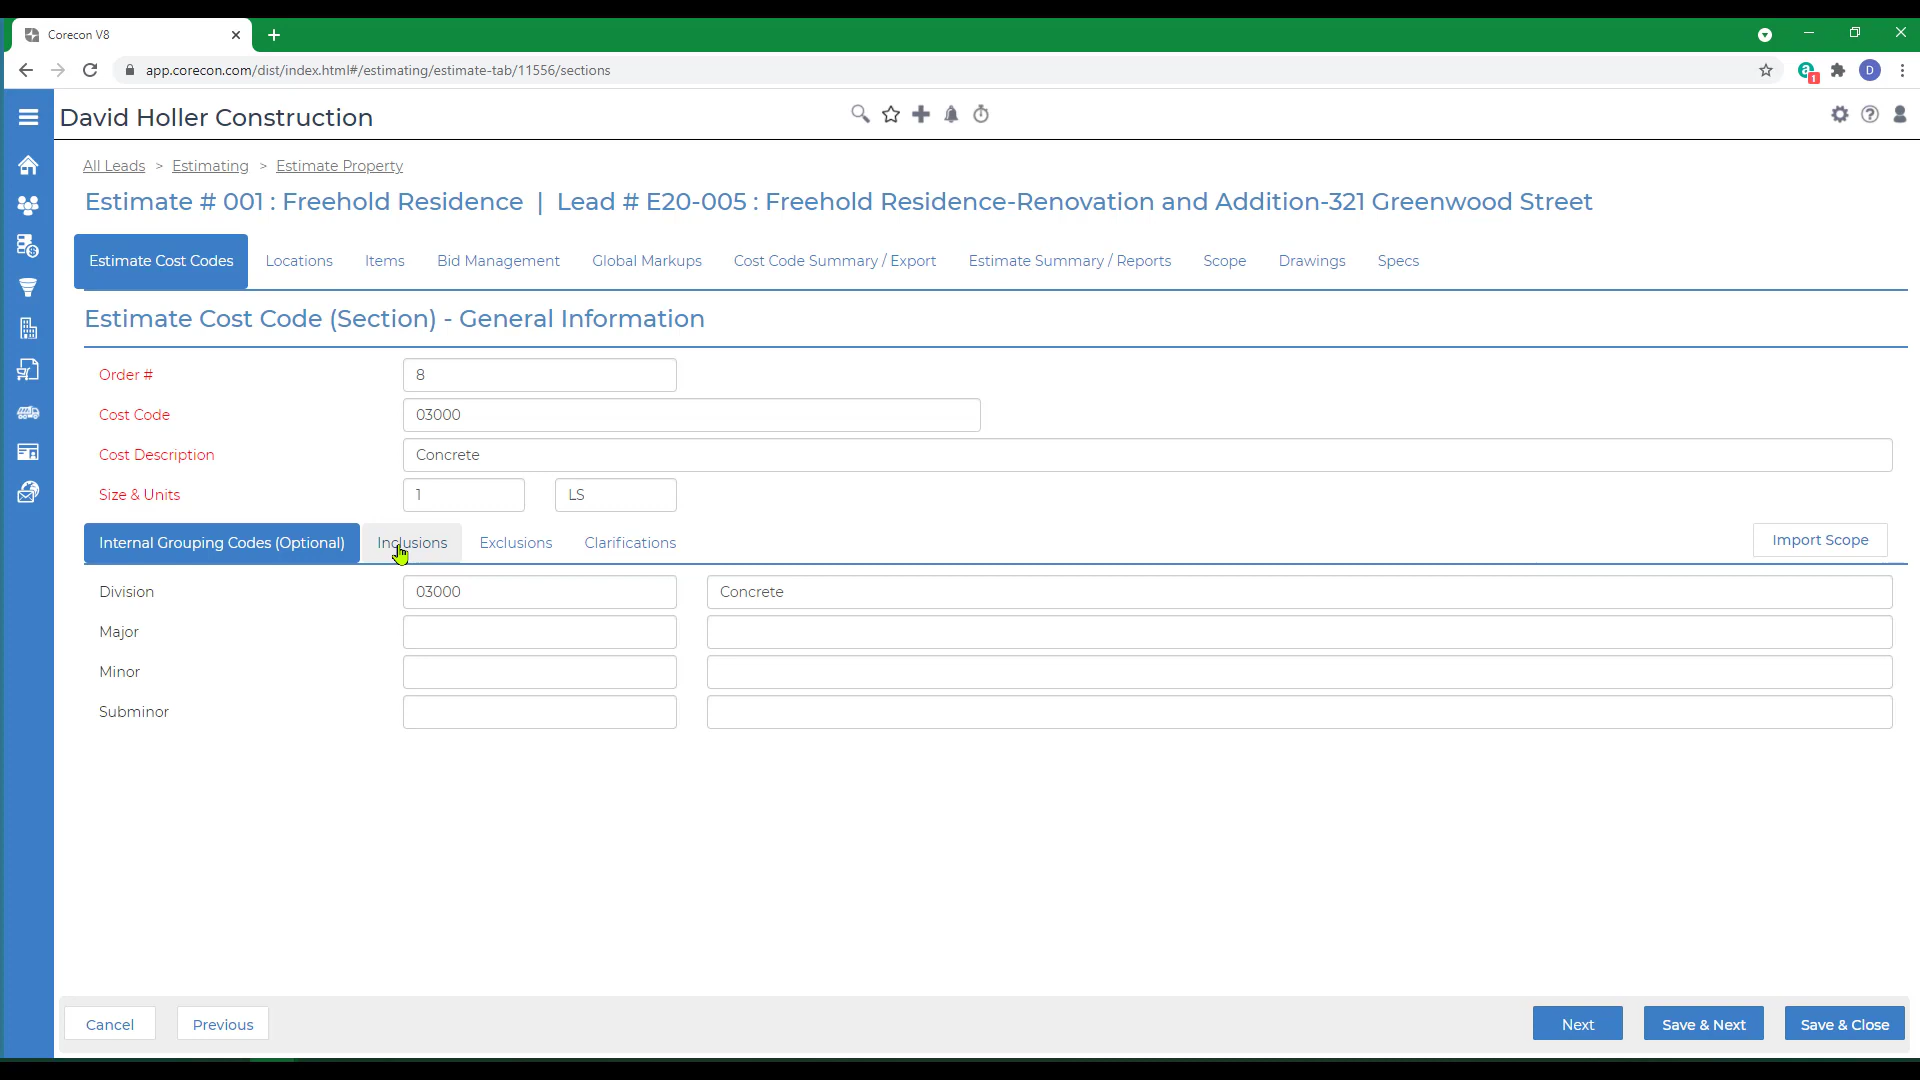 Corecon V8
app.corecon.com/dist/index.html#/estimating/estimate-tab/11556/sections
a 1 D
David Holler Construction
All Leads > Estimating > Estimate Property
Estimate # 001 : Freehold Residence | Lead # E20-005 : Freehold Residence-Renovation and Addition-321 Greenwood Street
Estimate Cost Codes Locations Items Bid Management Global Markups Cost Code Summary / Export Estimate Summary / Reports Scope Drawings Specs
Estimate Cost Code (Section) - General Information
Order # 8
Cost Code 03000
Cost Description Concrete
Size & Units 1 LS
Internal Grouping Codes (Optional) Inclusions Exclusions Clarifications Import Scope
Division 03000 Concrete
Major
Minor
Subminor
Cancel Previous Next Save & Next Save & Close